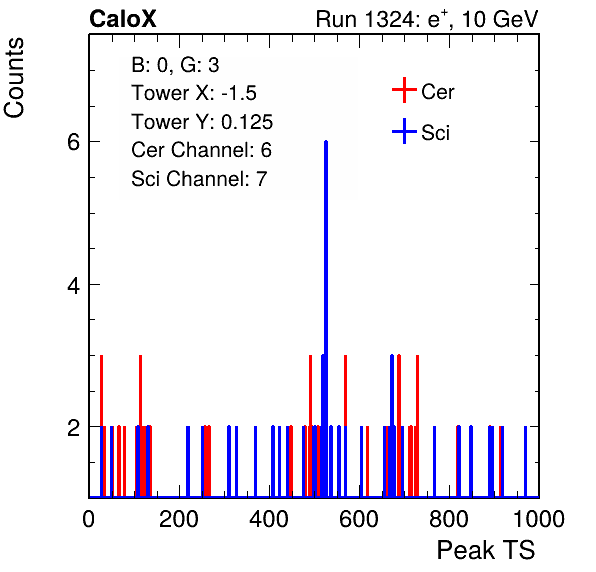 CaloX Run 1324: e⁺, 10 GeV
Counts
B: 0, G: 3
Tower X: -1.5
Tower Y: 0.125
Cer Channel: 6
Sci Channel: 7
Cer
Sci
6
4
2
0 200 400 600 800 1000
Peak TS